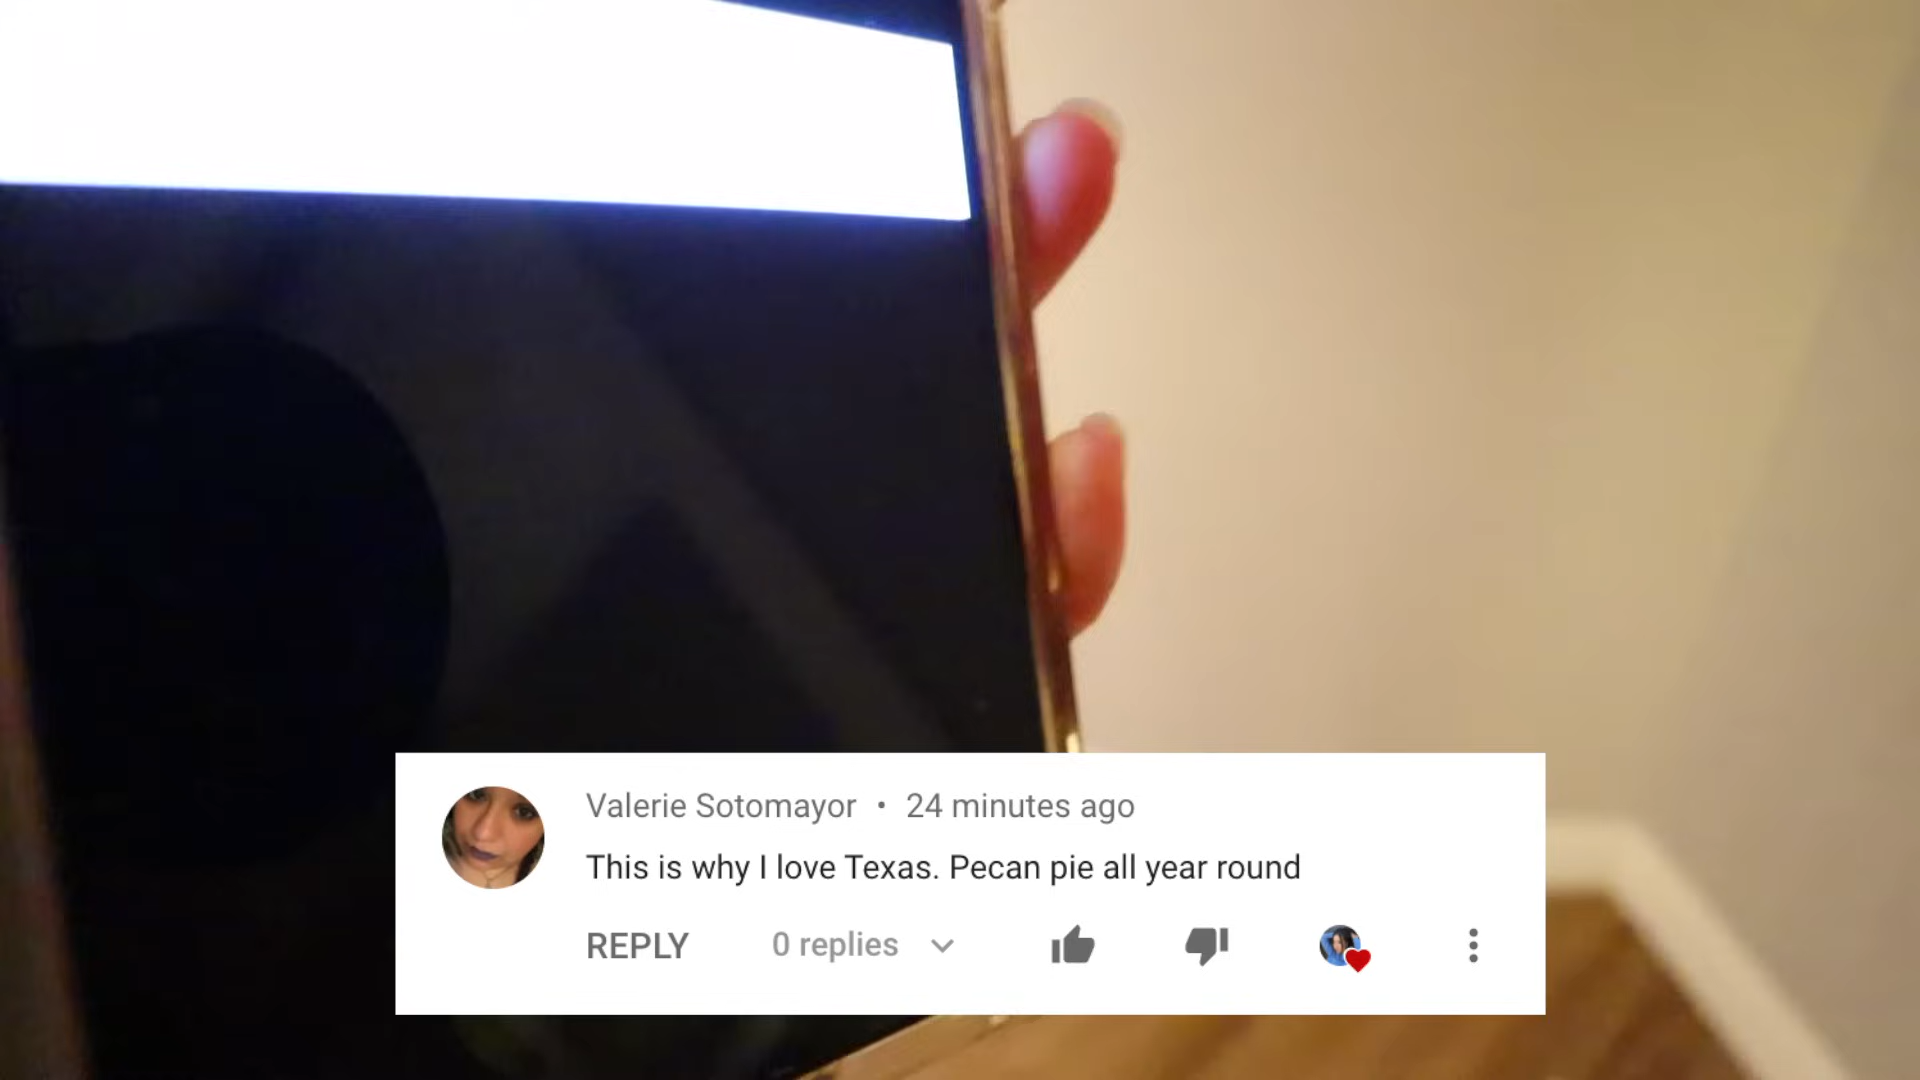 Valerie Sotomayor • 24 minutes ago
This is why I love Texas. Pecan pie all year round
REPLY 0 replies